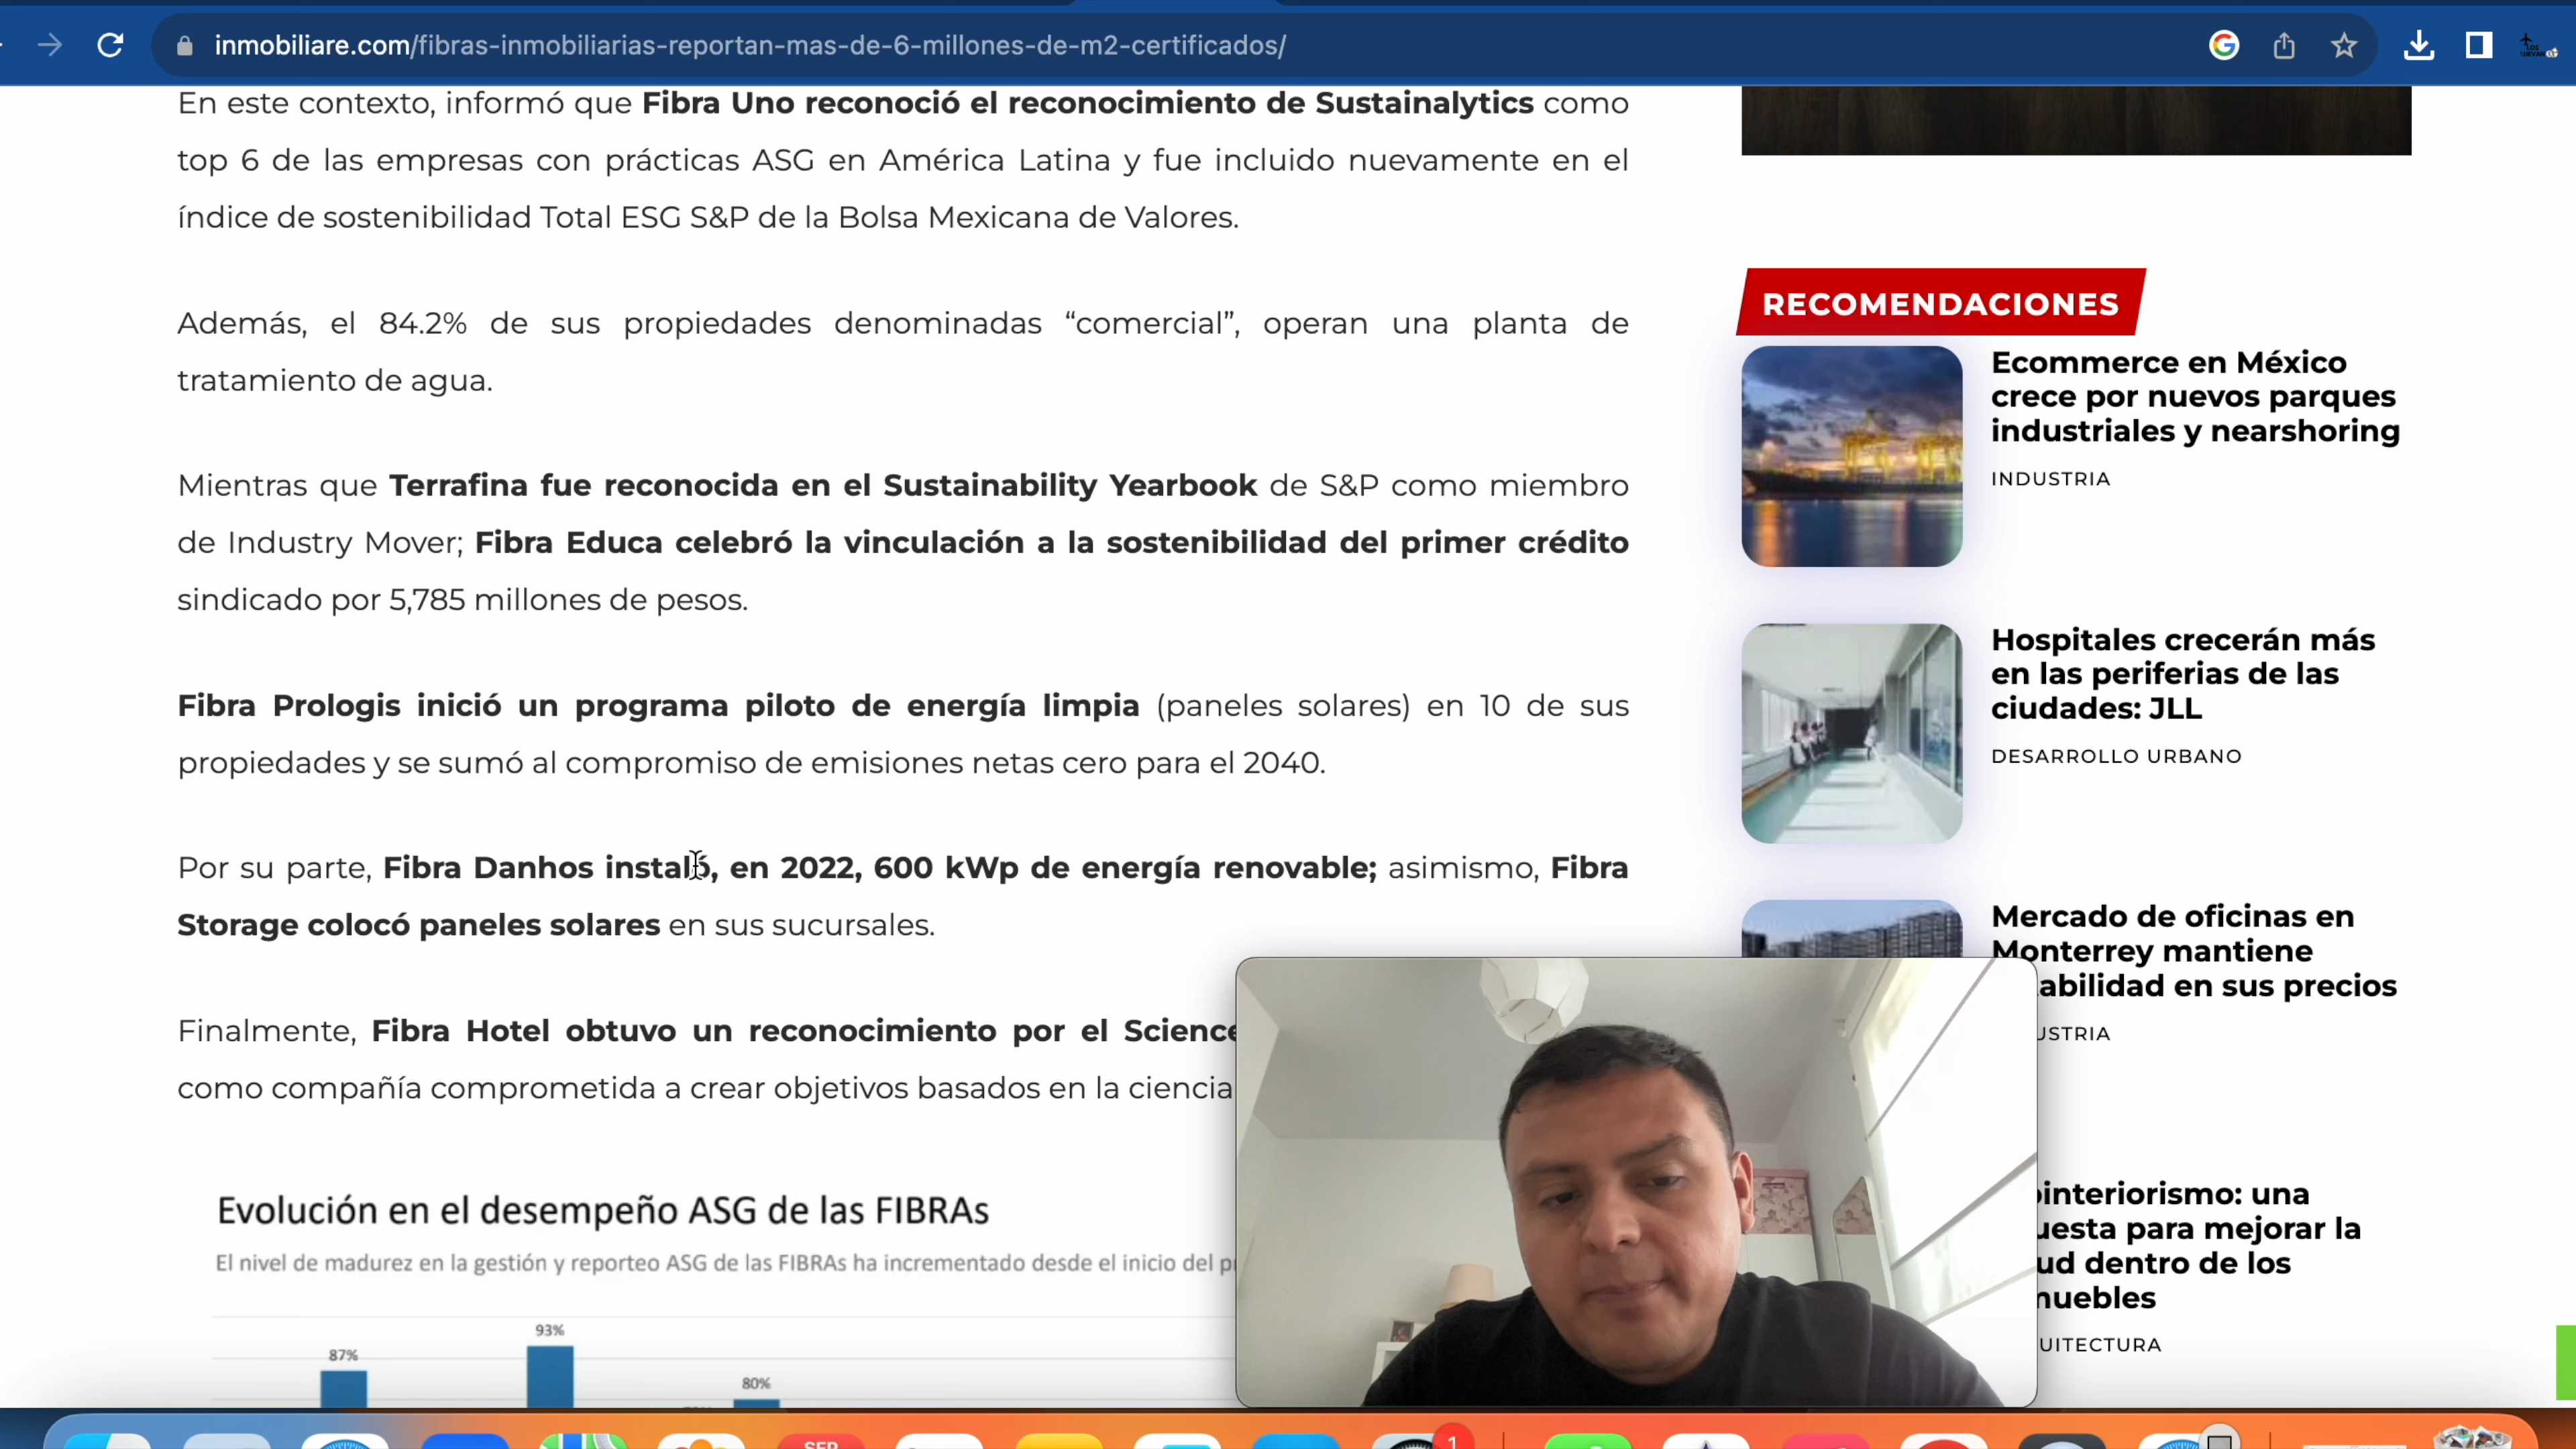 inmobiliare.com/fibras-inmobiliarias-reportan-mas-de-6-millones-de-m2-certificados/
En este contexto, informó que Fibra Uno reconoció el reconocimiento de Sustainalytics como
top 6 de las empresas con prácticas ASG en América Latina y fue incluido nuevamente en el
índice de sostenibilidad Total ESG S&P de la Bolsa Mexicana de Valores.
Además, el 84.2% de sus propiedades denominadas “comercial”, operan una planta de
tratamiento de agua.
Mientras que Terrafina fue reconocida en el Sustainability Yearbook de S&P como miembro
de Industry Mover; Fibra Educa celebró la vinculación a la sostenibilidad del primer crédito
sindicado por 5,785 millones de pesos.
Fibra Prologis inició un programa piloto de energía limpia (paneles solares) en 10 de sus
propiedades y se sumó al compromiso de emisiones netas cero para el 2040.
Por su parte, Fibra Danhos instaló, en 2022, 600 kWp de energía renovable; asimismo, Fibra
Storage colocó paneles solares en sus sucursales.
Finalmente, Fibra Hotel obtuvo un reconocimiento por el Science
como compañía comprometida a crear objetivos basados en la ciencia
Evolución en el desempeño ASG de las FIBRAs
El nivel de madurez en la gestión y reporteo ASG de las FIBRAs ha incrementado desde el inicio del
87%
93%
80%
RECOMENDACIONES
Ecommerce en México
crece por nuevos parques
industriales y nearshoring
INDUSTRIA
Hospitales crecerán más
en las periferias de las
ciudades: JLL
DESARROLLO URBANO
Mercado de oficinas en
Monterrey mantiene
abilidad en sus precios
USTRIA
interiorismo: una
uesta para mejorar la
ud dentro de los
muebles
UITECTURA
SEP
1